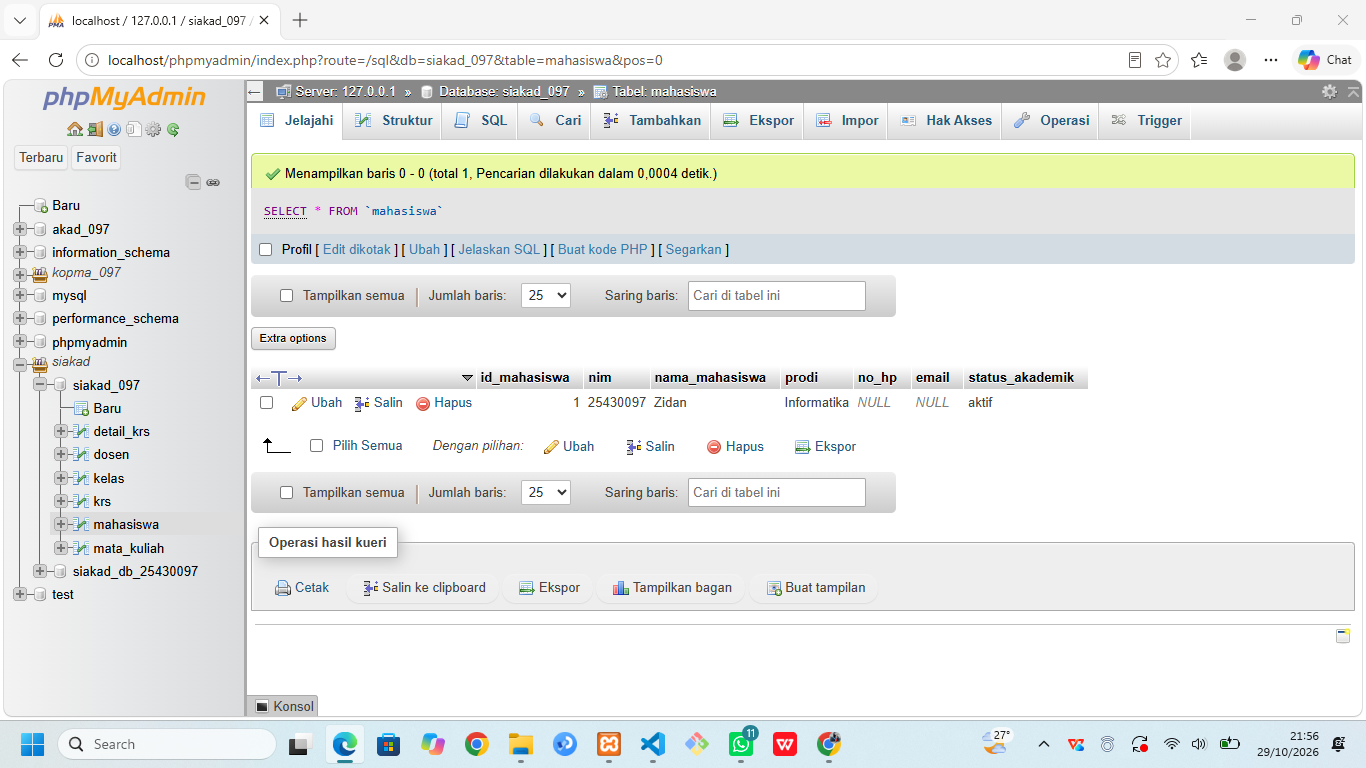 localhost / 127.0.0.1 / siakad_097 /
localhost/phpmyadmin/index.php?route=/sql&db=siakad_097&table=mahasiswa&pos=0
Chat
phpMyAdmin
Terbaru
Favorit
Baru
akad_097
information_schema
kopma_097
mysql
performance_schema
phpmyadmin
siakad
siakad_097
Baru
detail_krs
dosen
kelas
krs
mahasiswa
mata_kuliah
siakad_db_25430097
test
Server: 127.0.0.1 » Database: siakad_097 » Tabel: mahasiswa
Jelajahi Struktur SQL Cari Tambahkan Ekspor Impor Hak Akses Operasi Trigger
Menampilkan baris 0 - 0 (total 1, Pencarian dilakukan dalam 0,0004 detik.)
SELECT * FROM `mahasiswa`
Profil [ Edit dikotak ] [ Ubah ] [ Jelaskan SQL ] [ Buat kode PHP ] [ Segarkan ]
Tampilkan semua Jumlah baris: 25 Saring baris: Cari di tabel ini
Extra options
id_mahasiswa nim nama_mahasiswa prodi no_hp email status_akademik
Ubah Salin Hapus 1 25430097 Zidan Informatika NULL NULL aktif
Pilih Semua Dengan pilihan: Ubah Salin Hapus Ekspor
Tampilkan semua Jumlah baris: 25 Saring baris: Cari di tabel ini
Operasi hasil kueri
Cetak Salin ke clipboard Ekspor Tampilkan bagan Buat tampilan
Konsol
Search
11
27°
21:56
29/10/2026